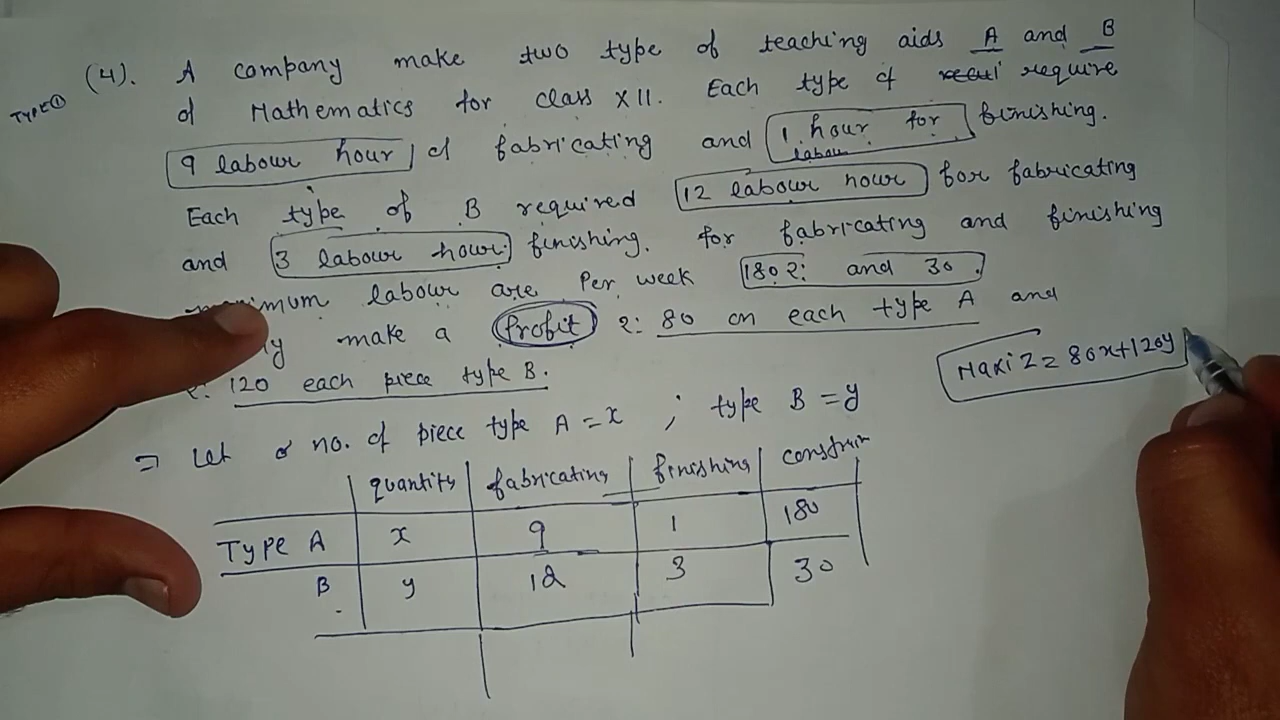 TYPE① (4). A company make two type of teaching aids A and B
of Mathematics for class XII. Each type of require
9 labour hour of fabricating and 1 hour for finishing.
labour
Each type of B required 12 labour hour for fabricating
and 3 labour hour finishing. for fabricating and finishing
labour are Per week 180 and 30.
make a Profit 80 on each type A and
120 each piece type B.
Maxi Z = 80x+120y
⇒ Let no. of piece type A = x ; type B = y
quantity fabricating finishing constrain
Type A x 9 1 180
B y 12 3 30